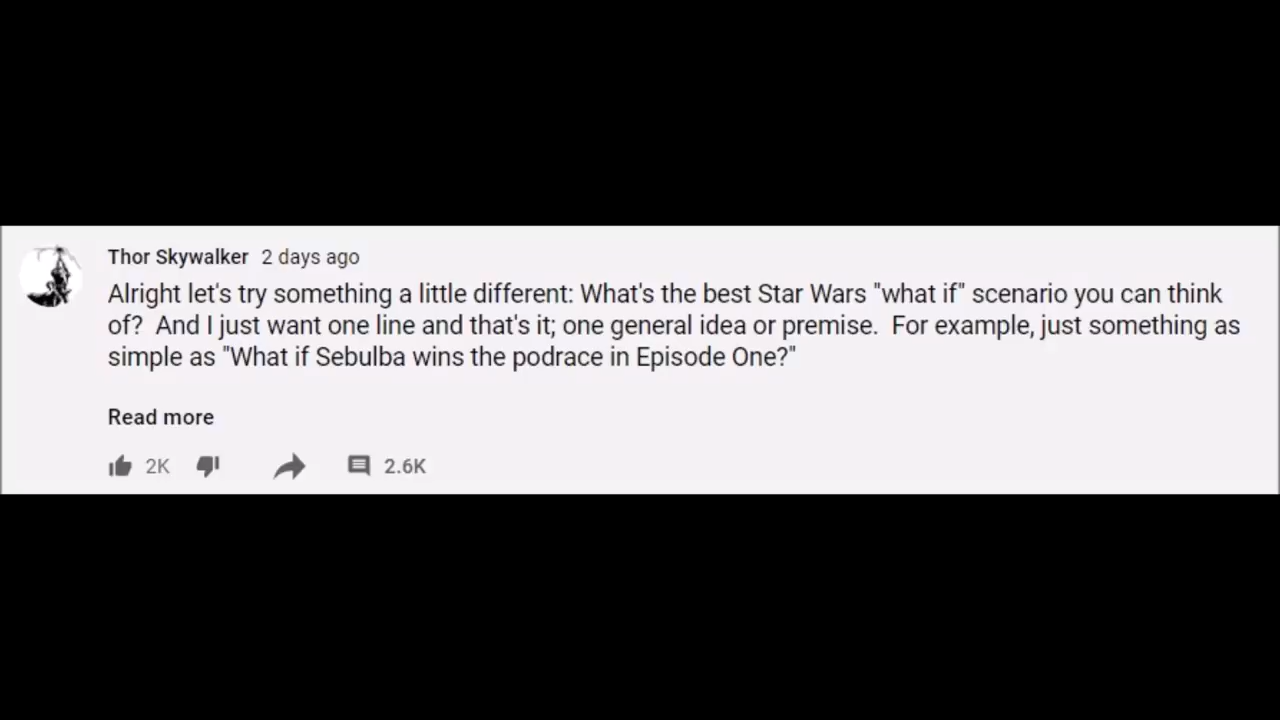 Thor Skywalker 2 days ago
Alright let's try something a little different: What's the best Star Wars "what if" scenario you can think
of?  And I just want one line and that's it; one general idea or premise.  For example, just something as
simple as "What if Sebulba wins the podrace in Episode One?"
Read more
2K 2.6K